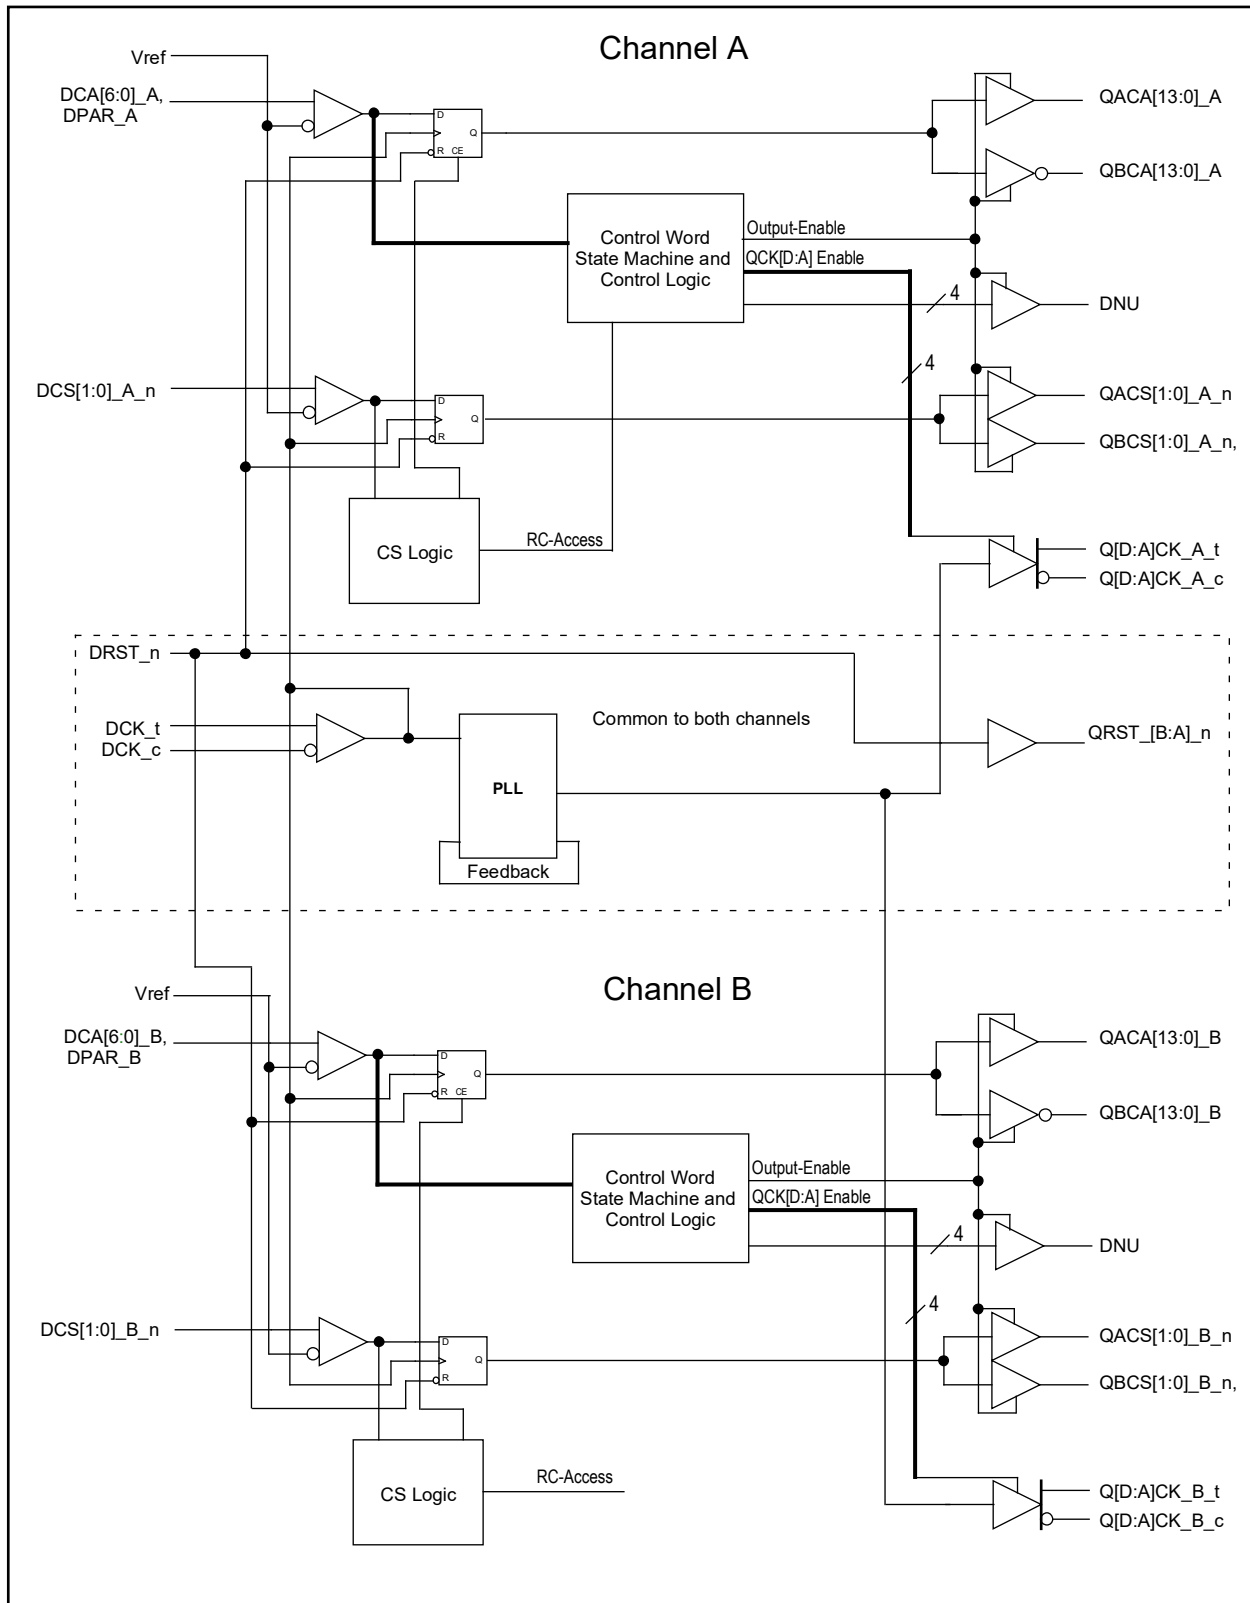 Channel A
Vref
DCA[6:0]_A,
DPAR_A
D
Q
R CE
QACA[13:0]_A
QBCA[13:0]_A
Control Word
State Machine and
Control Logic
Output-Enable
QCK[D:A] Enable
4
DNU
4
DCS[1:0]_A_n
D
Q
R
QACS[1:0]_A_n
QBCS[1:0]_A_n,
CS Logic
RC-Access
Q[D:A]CK_A_t
Q[D:A]CK_A_c
DRST_n
DCK_t
DCK_c
Common to both channels
QRST_[B:A]_n
PLL
Feedback
Channel B
Vref
DCA[6:0]_B,
DPAR_B
D
Q
R CE
QACA[13:0]_B
QBCA[13:0]_B
Control Word
State Machine and
Control Logic
Output-Enable
QCK[D:A] Enable
4
DNU
4
DCS[1:0]_B_n
D
Q
R
QACS[1:0]_B_n
QBCS[1:0]_B_n,
CS Logic
RC-Access
Q[D:A]CK_B_t
Q[D:A]CK_B_c